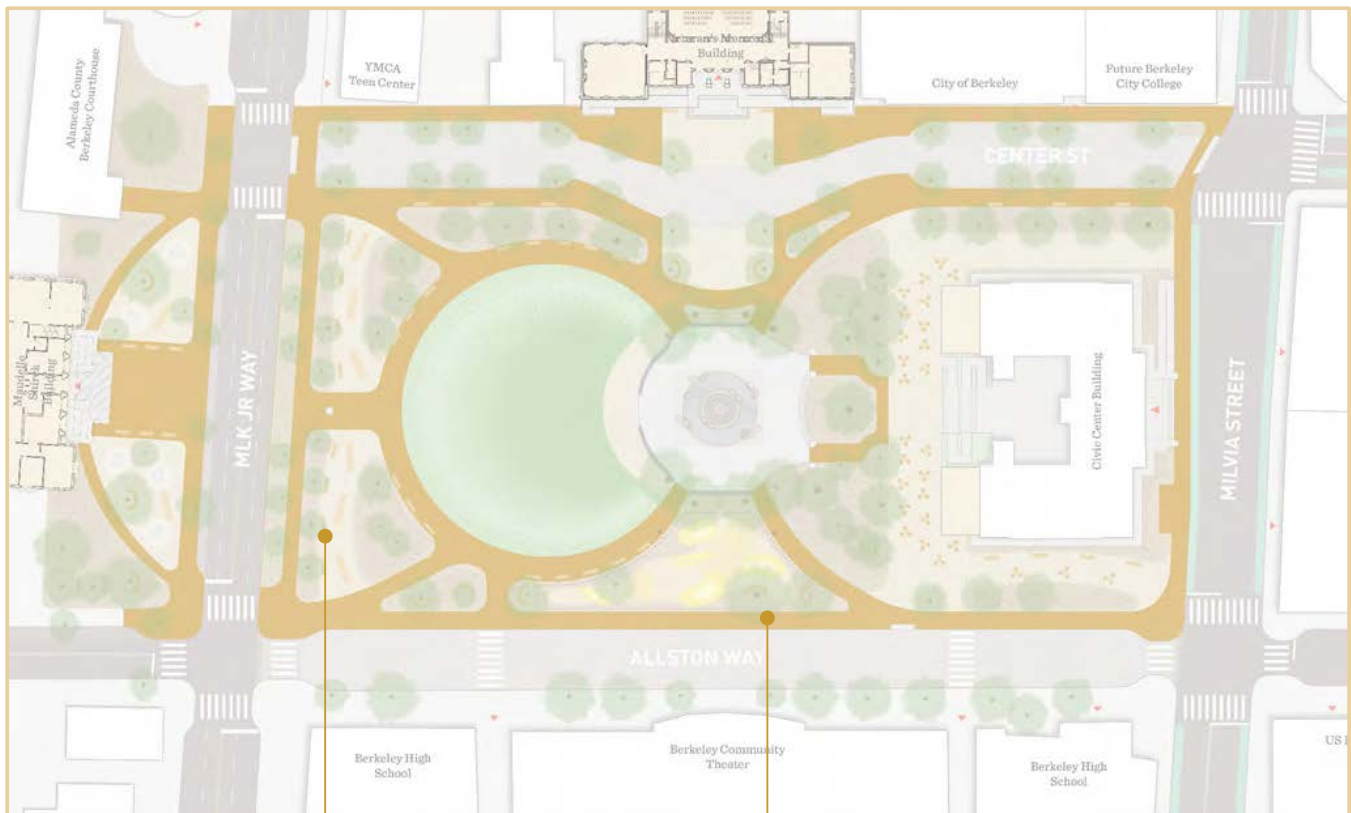 Alameda County
Berkeley Courthouse
YMCA
Teen Center
Building
City of Berkeley
Future Berkeley
City College
CENTER ST
Maudelle
Shirek
Building
MLK JR WAY
Civic Center Building
MILVIA STREET
ALLSTON WAY
Berkeley High
School
Berkeley Community
Theater
Berkeley High
School
US